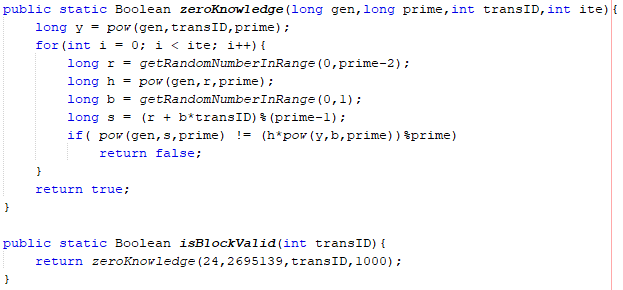 public static Boolean zeroKnowledge(long gen,long prime,int transID,int ite){
long y = pow(gen,transID,prime);
for(int i = 0; i < ite; i++){
long r = getRandomNumberInRange(0,prime-2);
long h = pow(gen,r,prime);
long b = getRandomNumberInRange(0,1);
long s = (r + b*transID)%(prime-1);
if( pow(gen,s,prime) != (h*pow(y,b,prime))%prime)
return false;
}
return true;
}
public static Boolean isBlockValid(int transID){
return zeroKnowledge(24,2695139,transID,1000);
}